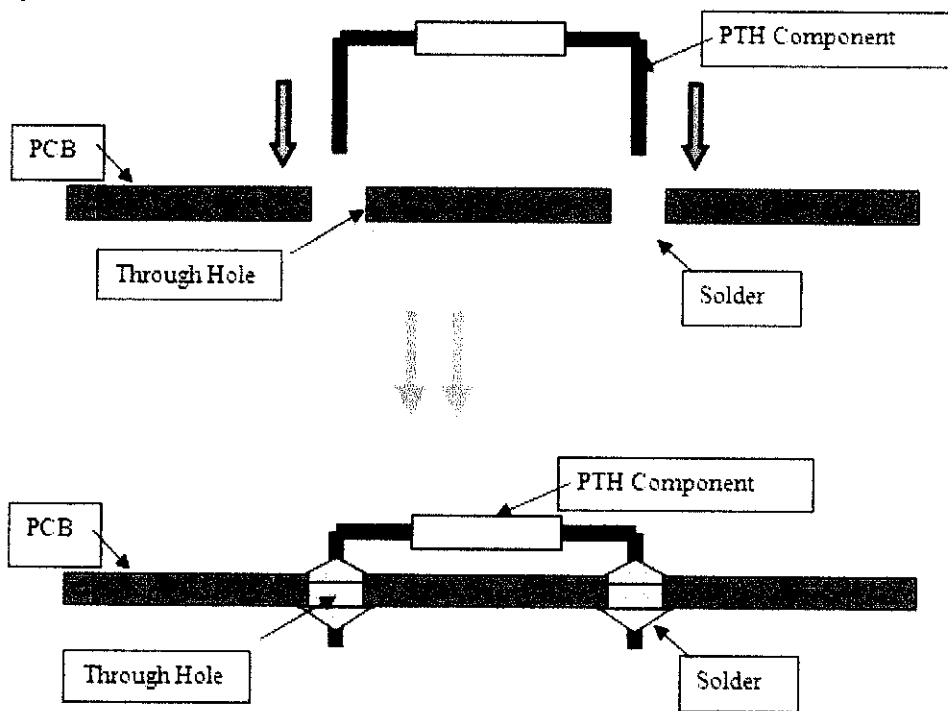 PTH Component
PCB
Through Hole
Solder
PTH Component
PCB
Through Hole
Solder